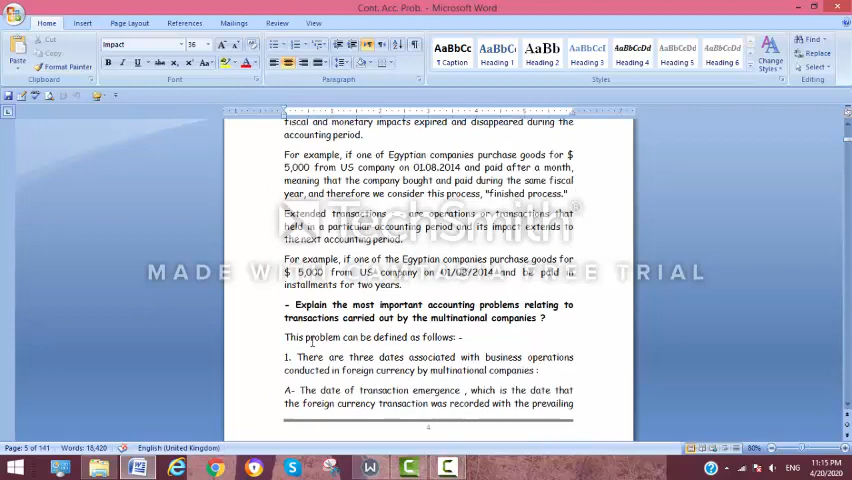 Cont. Acc. Prob. - Microsoft Word
Home Insert Page Layout References Mailings Review View
Paste
Cut
Copy
Format Painter
Clipboard
Impact 36
B I U abe x₂ x² Aa
Font
Paragraph
AaBbCc AaBbCc AaBb AaBbCcI AaBbCcDd AaBbCcDd AaBbCcDd
¶ Caption Heading 1 Heading 2 Heading 3 Heading 4 Heading 5 Heading 6
Change
Styles
Styles
Find
Replace
Select
Editing
fiscal and monetary impacts expired and disappeared during the
accounting period.
For example, if one of Egyptian companies purchase goods for $
5,000 from US company on 01.08.2014 and paid after a month,
meaning that the company bought and paid during the same fiscal
year, and therefore we consider this process, "finished process."
Extended transactions : - are operations or transactions that
held in a particular accounting period and its impact extends to
the next accounting period.
For example, if one of the Egyptian companies purchase goods for
$ 5,000 from US company on 01/08/2014 and be paid in
installments for two years.
- Explain the most important accounting problems relating to
transactions carried out by the multinational companies ?
This problem can be defined as follows: -
1. There are three dates associated with business operations
conducted in foreign currency by multinational companies :
A- The date of transaction emergence , which is the date that
the foreign currency transaction was recorded with the prevailing
4
TechSmith®
MADE WITH CAMTASIA FREE TRIAL
Page: 5 of 141 Words: 18,420 English (United Kingdom) 80%
ENG 11:15 PM
4/20/2020